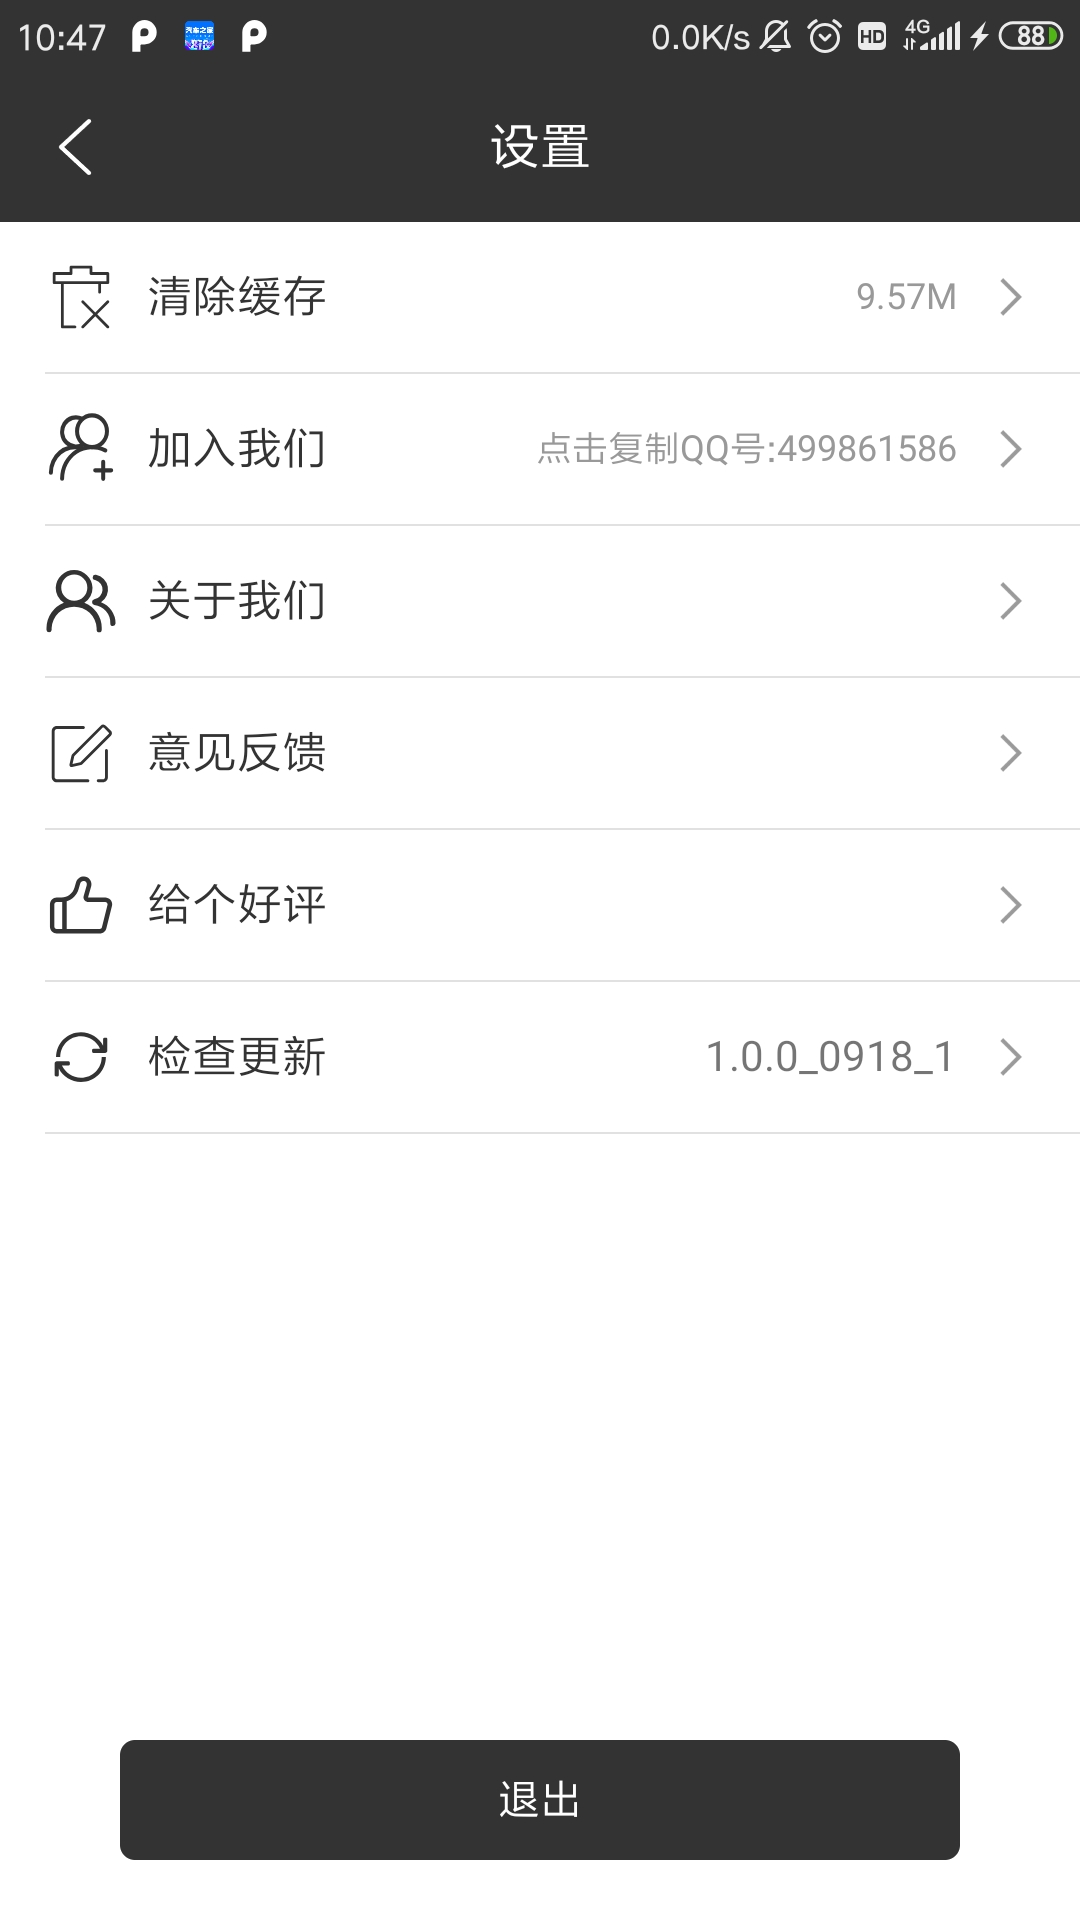 10:47 0.0K/s HD 4G 88
设置
清除缓存 9.57M
加入我们 点击复制QQ号:499861586
关于我们
意见反馈
给个好评
检查更新 1.0.0_0918_1
退出